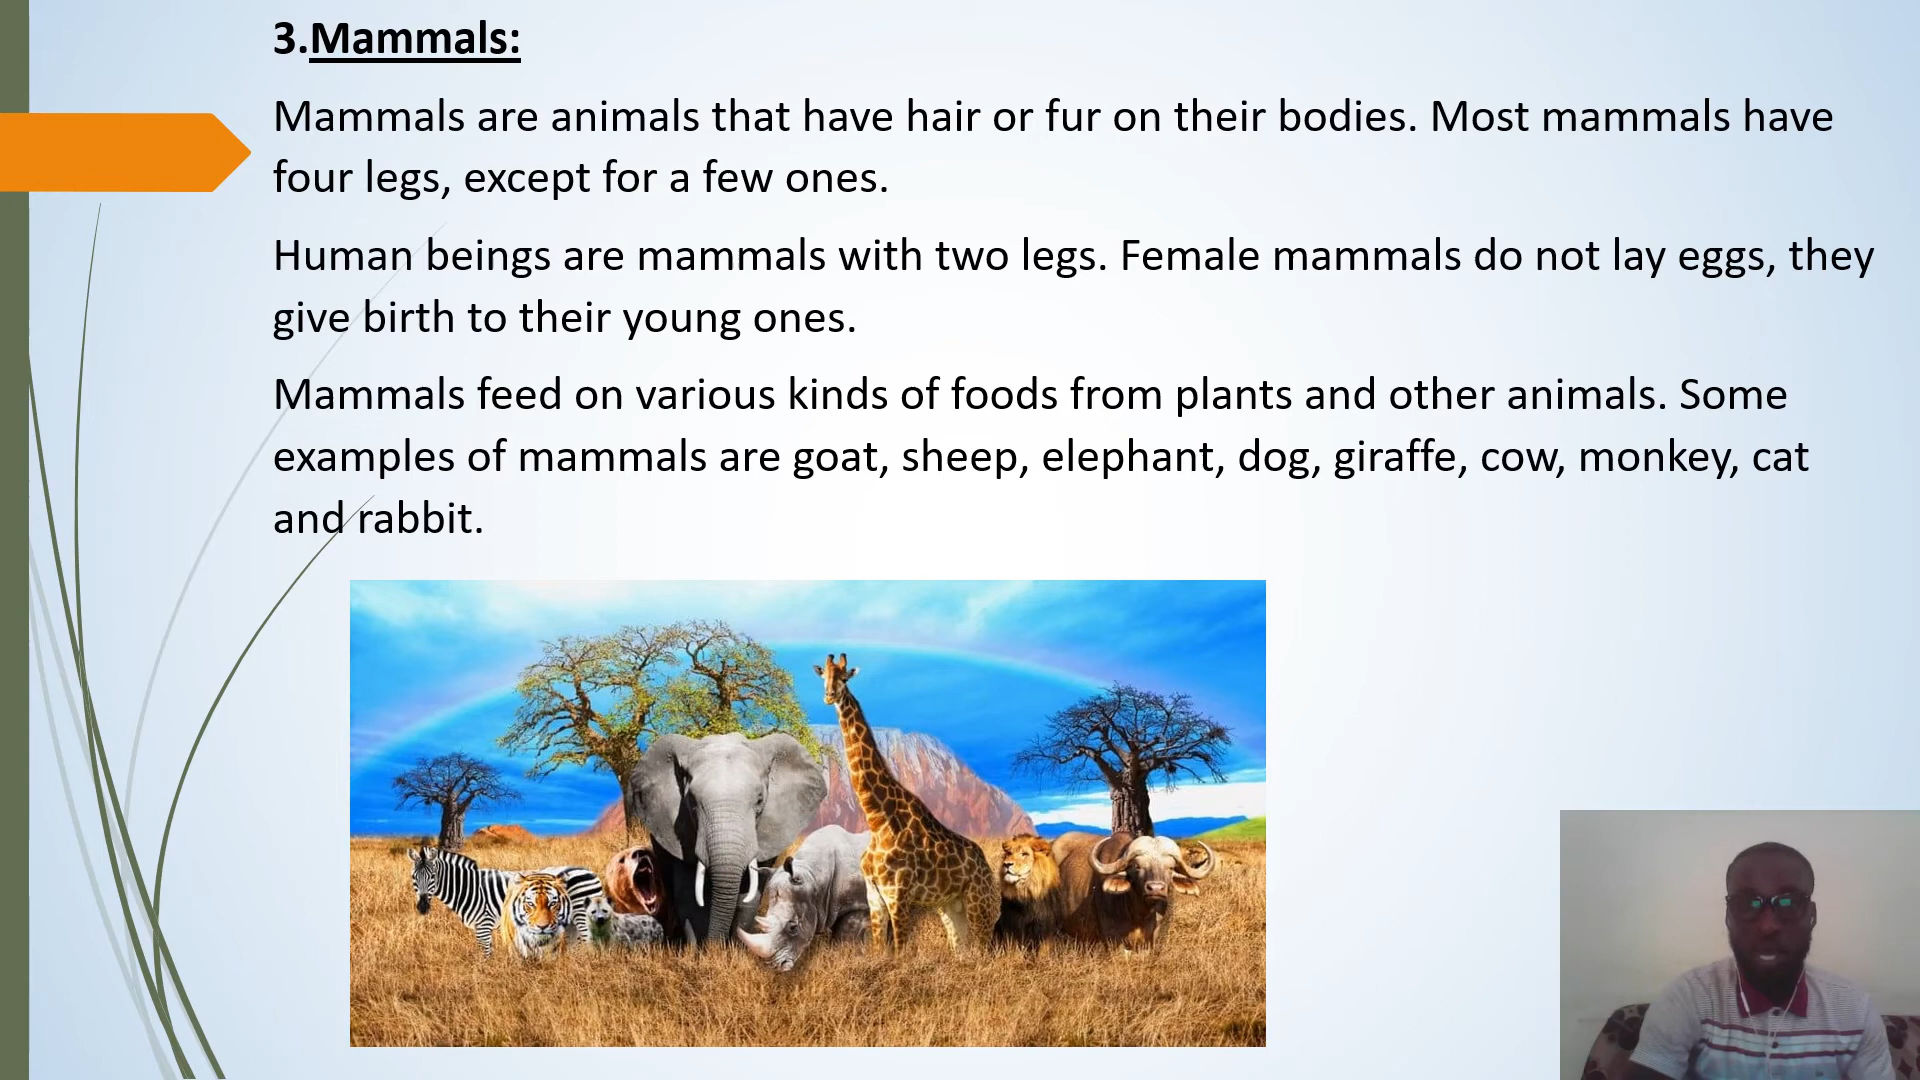 3.Mammals:
Mammals are animals that have hair or fur on their bodies. Most mammals have
four legs, except for a few ones.
Human beings are mammals with two legs. Female mammals do not lay eggs, they
give birth to their young ones.
Mammals feed on various kinds of foods from plants and other animals. Some
examples of mammals are goat, sheep, elephant, dog, giraffe, cow, monkey, cat
and rabbit.